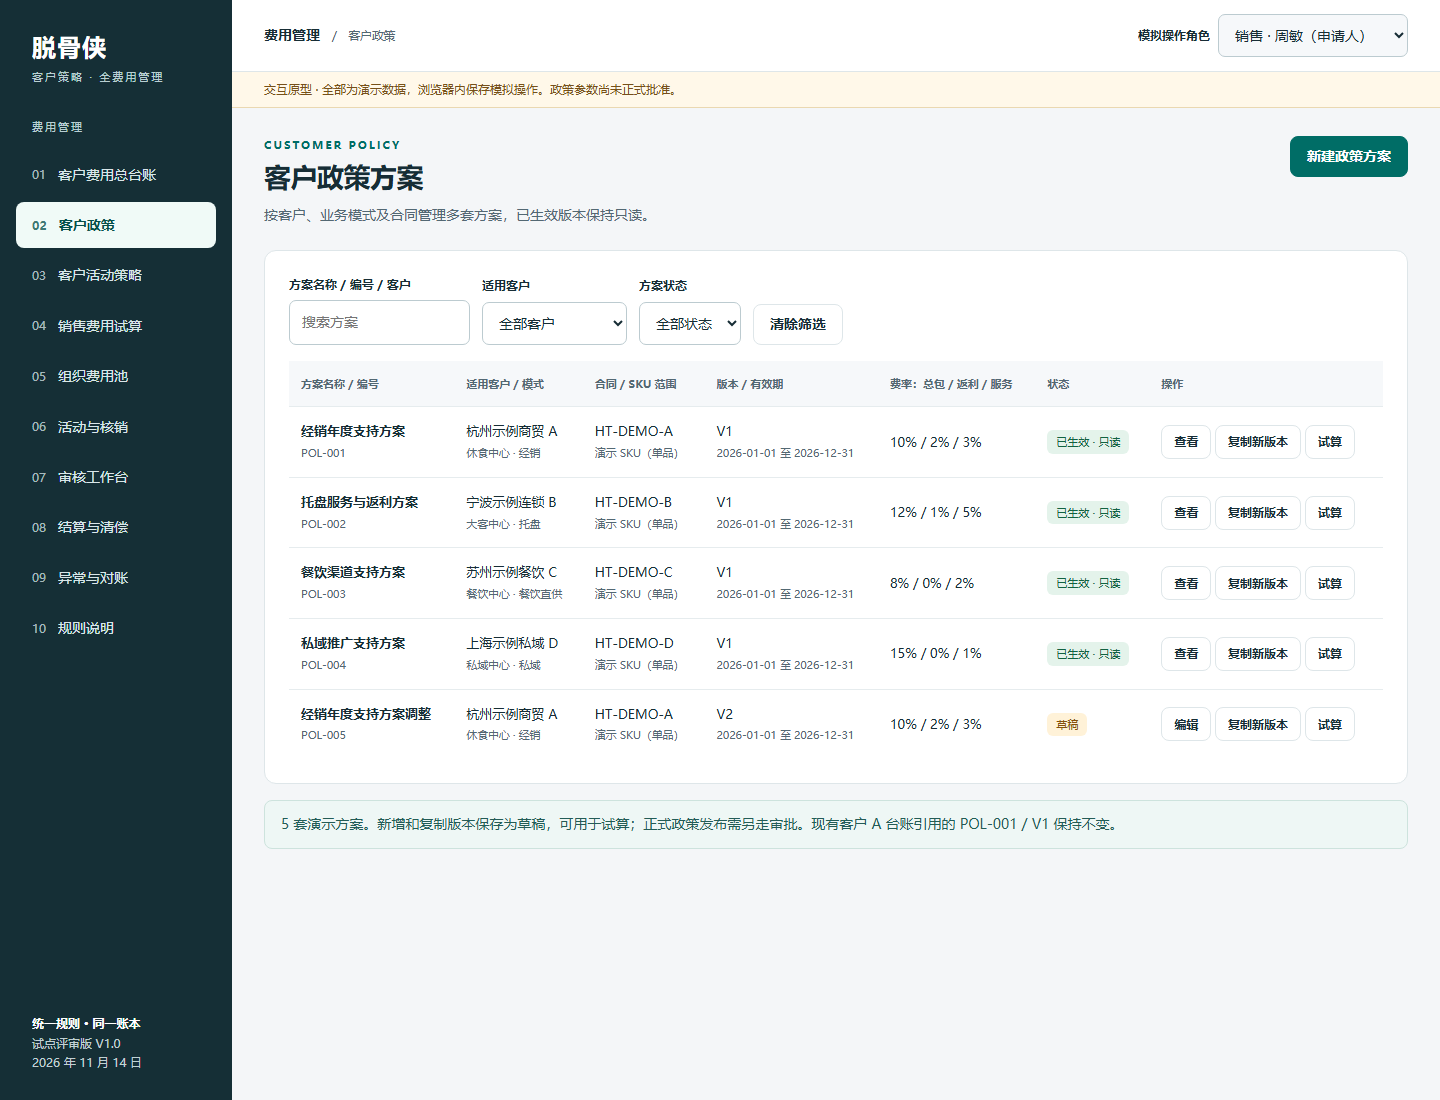 脱骨侠
客户策略 · 全费用管理
费用管理
01 客户费用总台账
02 客户政策
03 客户活动策略
04 销售费用试算
05 组织费用池
06 活动与核销
07 审核工作台
08 结算与清偿
09 异常与对账
10 规则说明
统一规则 • 同一账本
试点评审版 V1.0
2026 年 11 月 14 日
费用管理 / 客户政策
模拟操作角色 销售 · 周敏（申请人）
交互原型 · 全部为演示数据，浏览器内保存模拟操作。政策参数尚未正式批准。
CUSTOMER POLICY
客户政策方案
按客户、业务模式及合同管理多套方案，已生效版本保持只读。
新建政策方案
方案名称 / 编号 / 客户 适用客户 方案状态
搜索方案 全部客户 全部状态 清除筛选
方案名称 / 编号 适用客户 / 模式 合同 / SKU 范围 版本 / 有效期 费率：总包 / 返利 / 服务 状态 操作
经销年度支持方案 杭州示例商贸 A HT-DEMO-A V1 10% / 2% / 3% 已生效 · 只读 查看 复制新版本 试算
POL-001 休食中心 · 经销 演示 SKU（单品） 2026-01-01 至 2026-12-31
托盘服务与返利方案 宁波示例连锁 B HT-DEMO-B V1 12% / 1% / 5% 已生效 · 只读 查看 复制新版本 试算
POL-002 大客中心 · 托盘 演示 SKU（单品） 2026-01-01 至 2026-12-31
餐饮渠道支持方案 苏州示例餐饮 C HT-DEMO-C V1 8% / 0% / 2% 已生效 · 只读 查看 复制新版本 试算
POL-003 餐饮中心 · 餐饮直供 演示 SKU（单品） 2026-01-01 至 2026-12-31
私域推广支持方案 上海示例私域 D HT-DEMO-D V1 15% / 0% / 1% 已生效 · 只读 查看 复制新版本 试算
POL-004 私域中心 · 私域 演示 SKU（单品） 2026-01-01 至 2026-12-31
经销年度支持方案调整 杭州示例商贸 A HT-DEMO-A V2 10% / 2% / 3% 草稿 编辑 复制新版本 试算
POL-005 休食中心 · 经销 演示 SKU（单品） 2026-01-01 至 2026-12-31
5 套演示方案。新增和复制版本保存为草稿，可用于试算；正式政策发布需另走审批。现有客户 A 台账引用的 POL-001 / V1 保持不变。